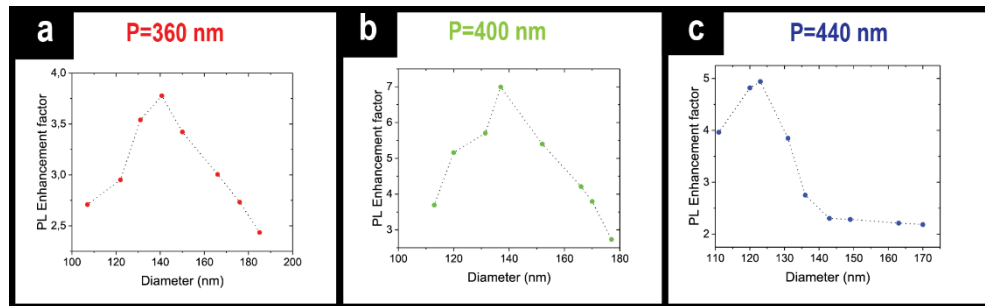 a
P=360 nm
PL Enhancement factor
4,0
3,5
3,0
2,5
100 120 140 160 180 200
Diameter (nm)
b
P=400 nm
PL Enhancement factor
7
6
5
4
3
100 120 140 160 180
Diameter (nm)
c
P=440 nm
PL Enhancement factor
5
4
3
2
110 120 130 140 150 160 170
Diameter (nm)